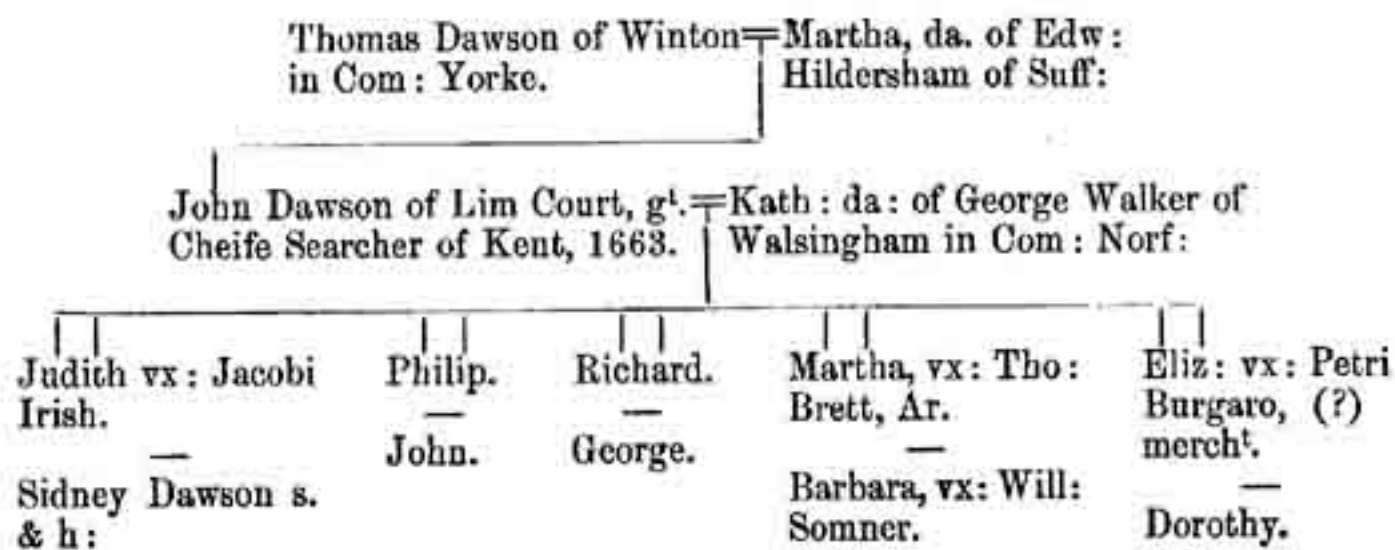 Thomas Dawson of Winton
in Com: Yorke.
Martha, da. of Edw:
Hildersham of Suff:
John Dawson of Lim Court, gᵗ.
Cheife Searcher of Kent, 1663.
Kath: da: of George Walker of
Walsingham in Com: Norf:
Judith vx: Jacobi
Irish.
—
Sidney Dawson s.
& h:
Philip.
—
John.
Richard.
—
George.
Martha, vx: Tho:
Brett, Ar.
—
Barbara, vx: Will:
Somner.
Eliz: vx: Petri
Burgaro, (?)
merchᵗ.
—
Dorothy.